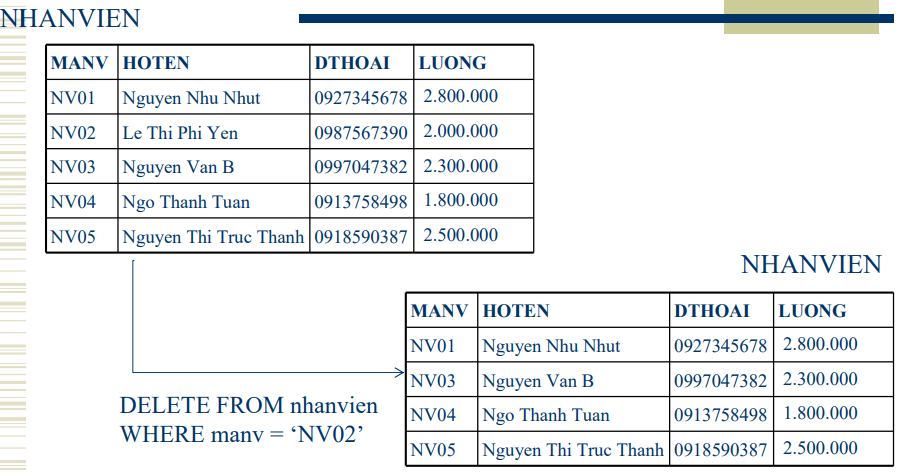 NHANVIEN
MANV HOTEN DTHOAI LUONG
NV01 Nguyen Nhu Nhut 0927345678 2.800.000
NV02 Le Thi Phi Yen 0987567390 2.000.000
NV03 Nguyen Van B 0997047382 2.300.000
NV04 Ngo Thanh Tuan 0913758498 1.800.000
NV05 Nguyen Thi Truc Thanh 0918590387 2.500.000
NHANVIEN
MANV HOTEN DTHOAI LUONG
NV01 Nguyen Nhu Nhut 0927345678 2.800.000
NV03 Nguyen Van B 0997047382 2.300.000
NV04 Ngo Thanh Tuan 0913758498 1.800.000
NV05 Nguyen Thi Truc Thanh 0918590387 2.500.000
DELETE FROM nhanvien
WHERE manv = ‘NV02’